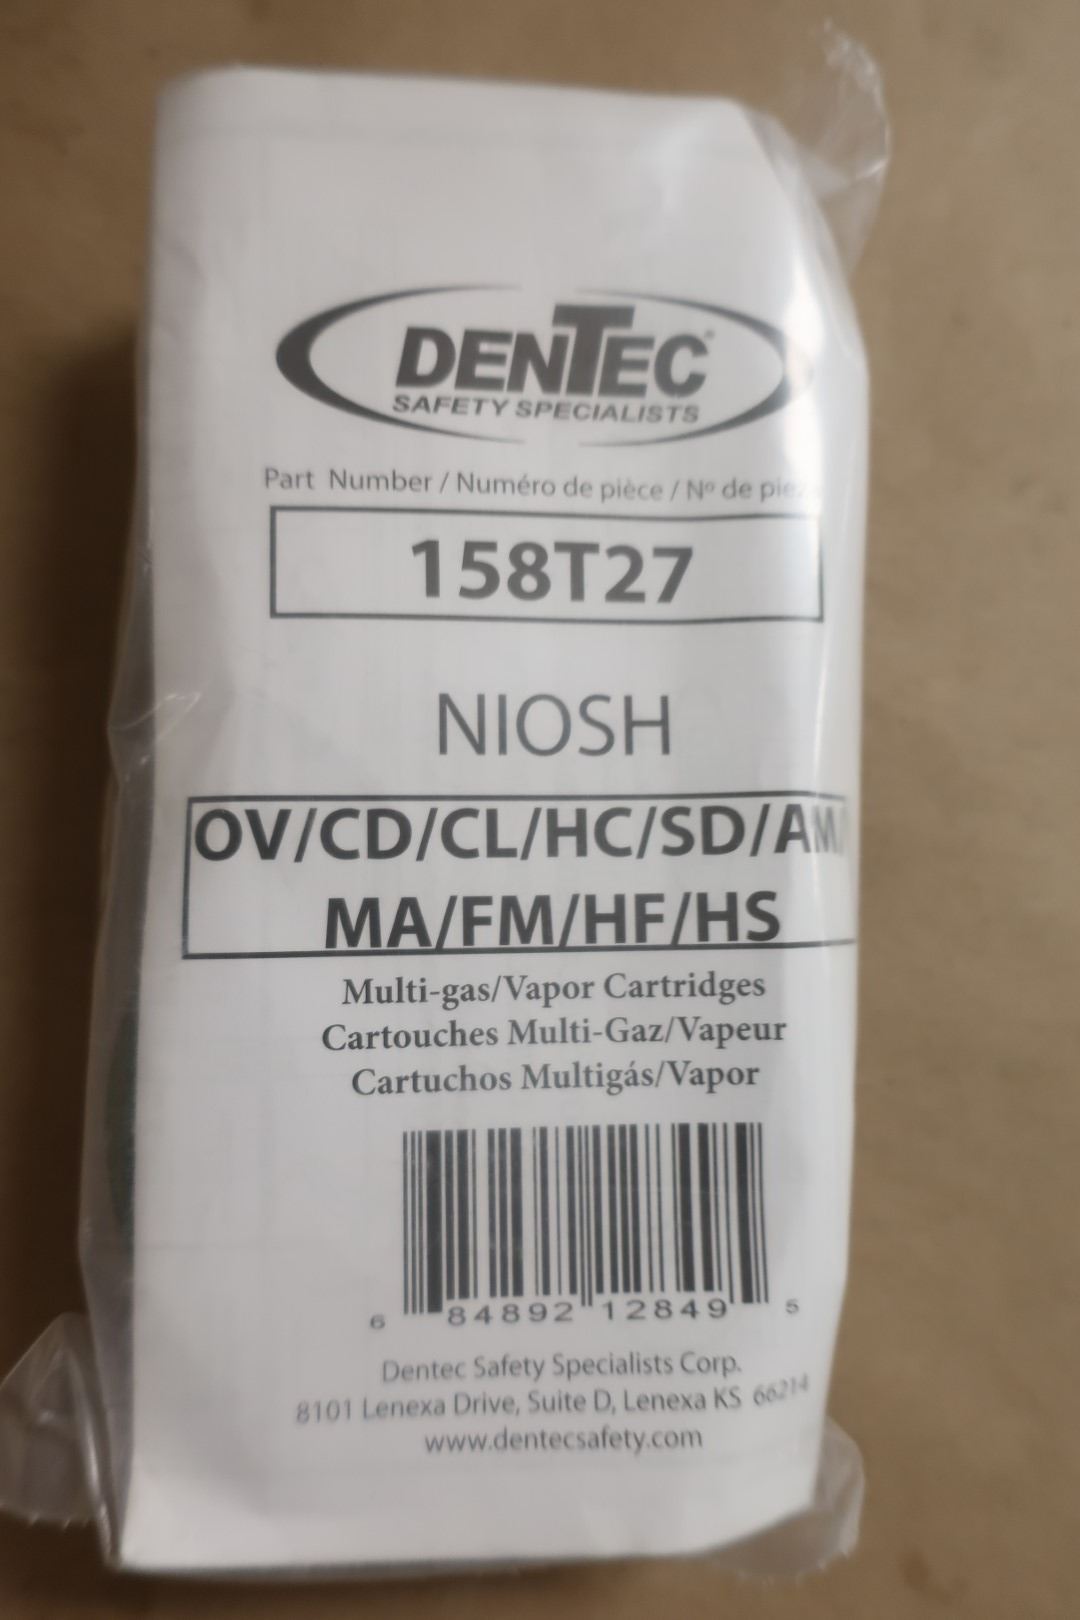 DENTEC
SAFETY SPECIALISTS
Part Number / Numéro de pièce / Nº de pieza
158T27
NIOSH
OV/CD/CL/HC/SD/AM/
MA/FM/HF/HS
Multi-gas/Vapor Cartridges
Cartouches Multi-Gaz/Vapeur
Cartuchos Multigás/Vapor
6 84892 12849 5
Dentec Safety Specialists Corp.
8101 Lenexa Drive, Suite D, Lenexa KS 66214
www.dentecsafety.com